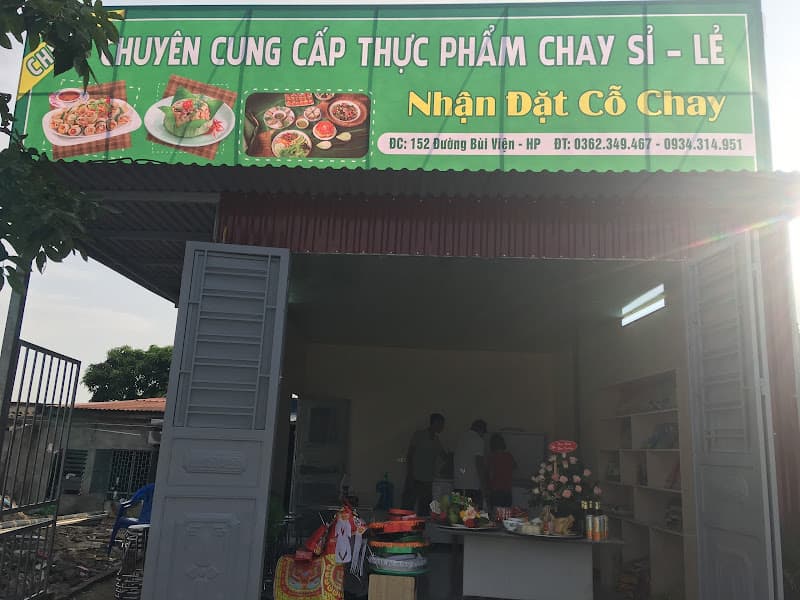 CHUYÊN CUNG CẤP THỰC PHẨM CHAY SỈ - LẺ
Nhận Đặt Cỗ Chay
ĐC: 152 Đường Bùi Viện - HP ĐT: 0362.349.467 - 0934.314.951